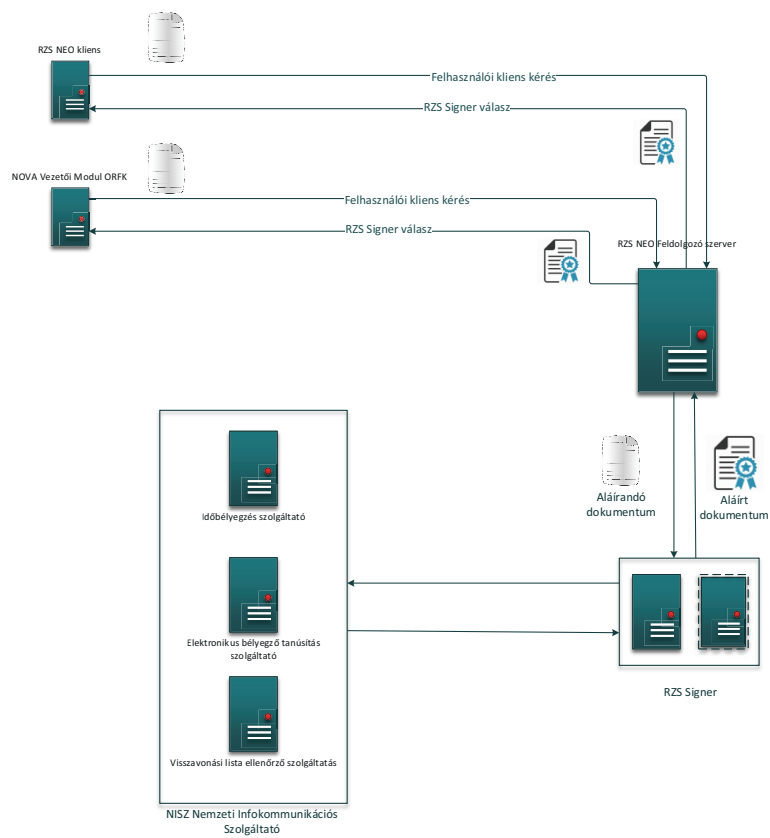 RZS NEO kliens
Felhasználói kliens kérés
RZS Signer válasz
NOVA Vezetői Modul ORFK
Felhasználói kliens kérés
RZS Signer válasz
RZS NEO Feldolgozó szerver
Aláírandó
dokumentum
Aláírt
dokumentum
Időbélyegzés szolgáltató
Elektronikus bélyegző tanúsítás
szolgáltató
Visszavonási lista ellenőrző szolgáltatás
RZS Signer
NISZ Nemzeti Infokommunikációs
Szolgáltató